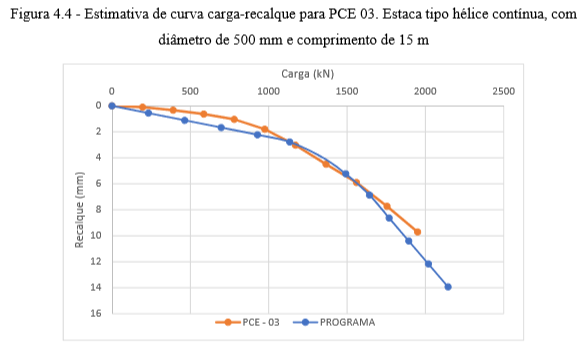 Figura 4.4 - Estimativa de curva carga-recalque para PCE 03. Estaca tipo hélice contínua, com
diâmetro de 500 mm e comprimento de 15 m
Carga (kN)
0 500 1000 1500 2000 2500
Recalque (mm)
0
2
4
6
8
10
12
14
16
PCE - 03 PROGRAMA